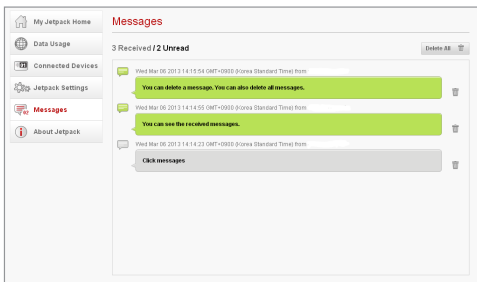 My Jetpack Home
Data Usage
Connected Devices
Jetpack Settings
Messages
About Jetpack
Messages
3 Received / 2 Unread
Delete All
Wed Mar 06 2013 14:15:54 GMT+0900 (Korea Standard Time) from
You can delete a message. You can also delete all messages.
Wed Mar 06 2013 14:14:55 GMT+0900 (Korea Standard Time) from
You can see the received messages.
Wed Mar 06 2013 14:14:23 GMT+0900 (Korea Standard Time) from
Click messages